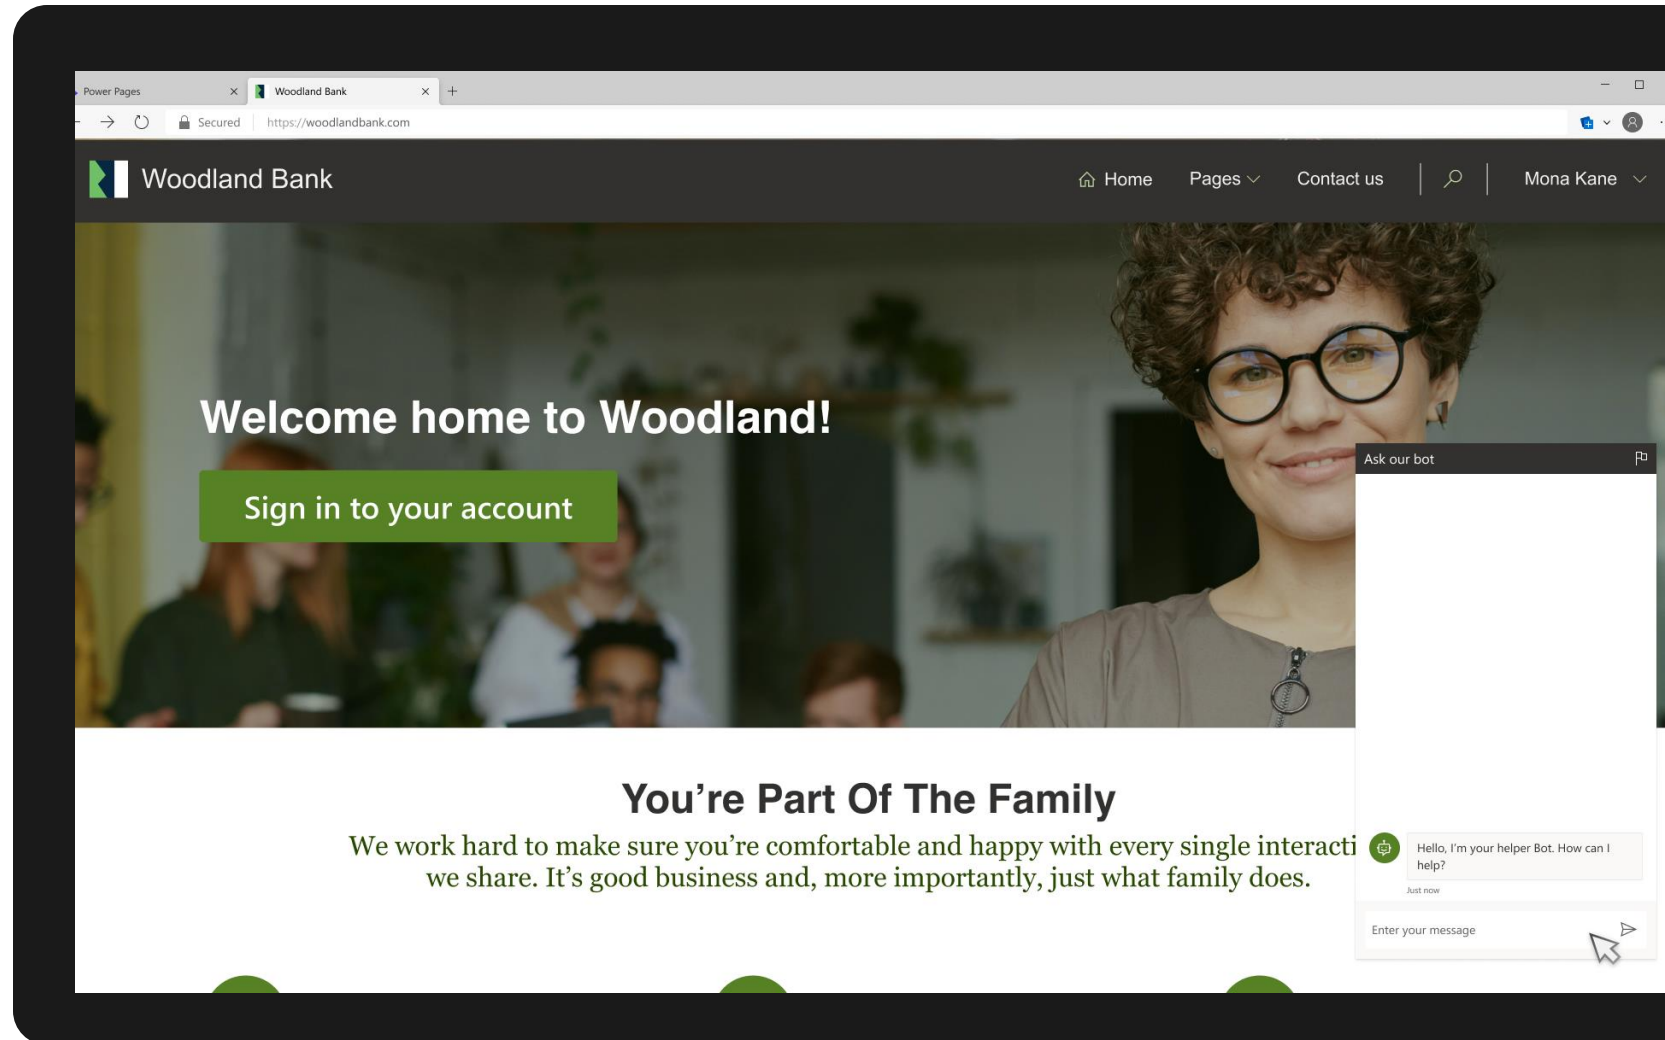 Power Pages
Woodland Bank
Secured https://woodlandbank.com
Woodland Bank
Home Pages Contact us Mona Kane
Welcome home to Woodland!
Sign in to your account
Ask our bot
You’re Part Of The Family
We work hard to make sure you’re comfortable and happy with every single interacti
we share. It’s good business and, more importantly, just what family does.
Hello, I’m your helper Bot. How can I
help?
Just now
Enter your message